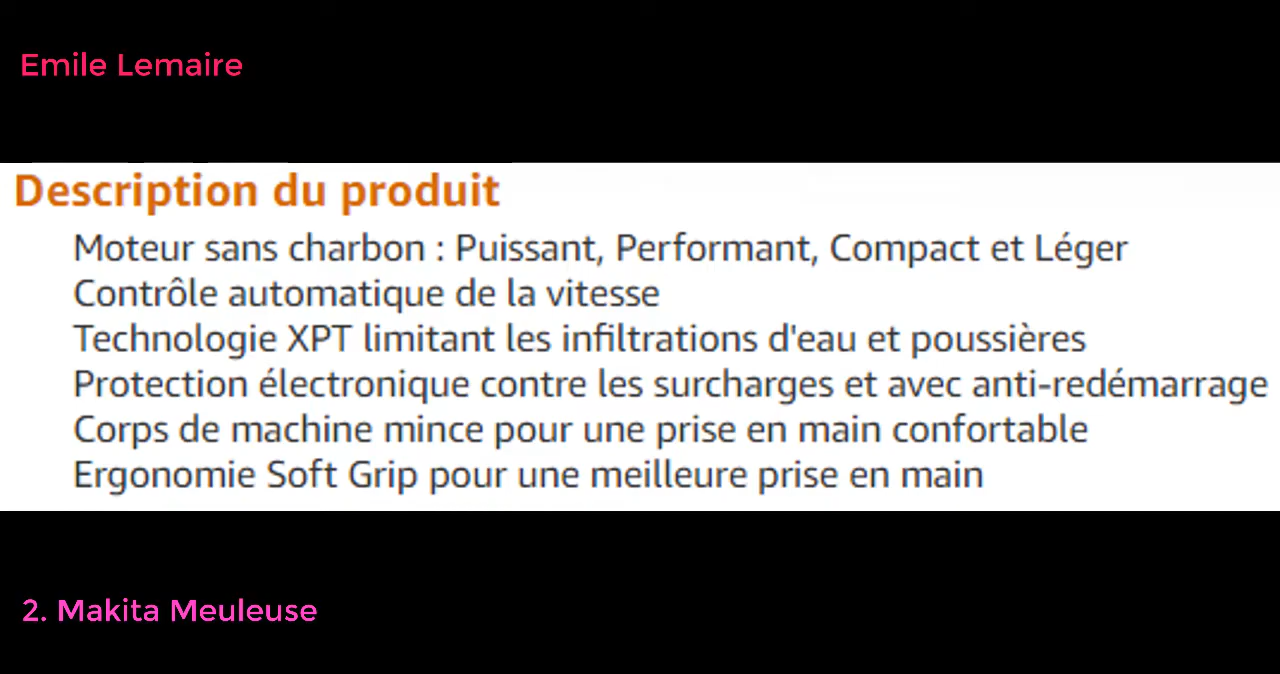 Emile Lemaire
Description du produit
Moteur sans charbon : Puissant, Performant, Compact et Léger
Contrôle automatique de la vitesse
Technologie XPT limitant les infiltrations d'eau et poussières
Protection électronique contre les surcharges et avec anti-redémarrage
Corps de machine mince pour une prise en main confortable
Ergonomie Soft Grip pour une meilleure prise en main
2. Makita Meuleuse